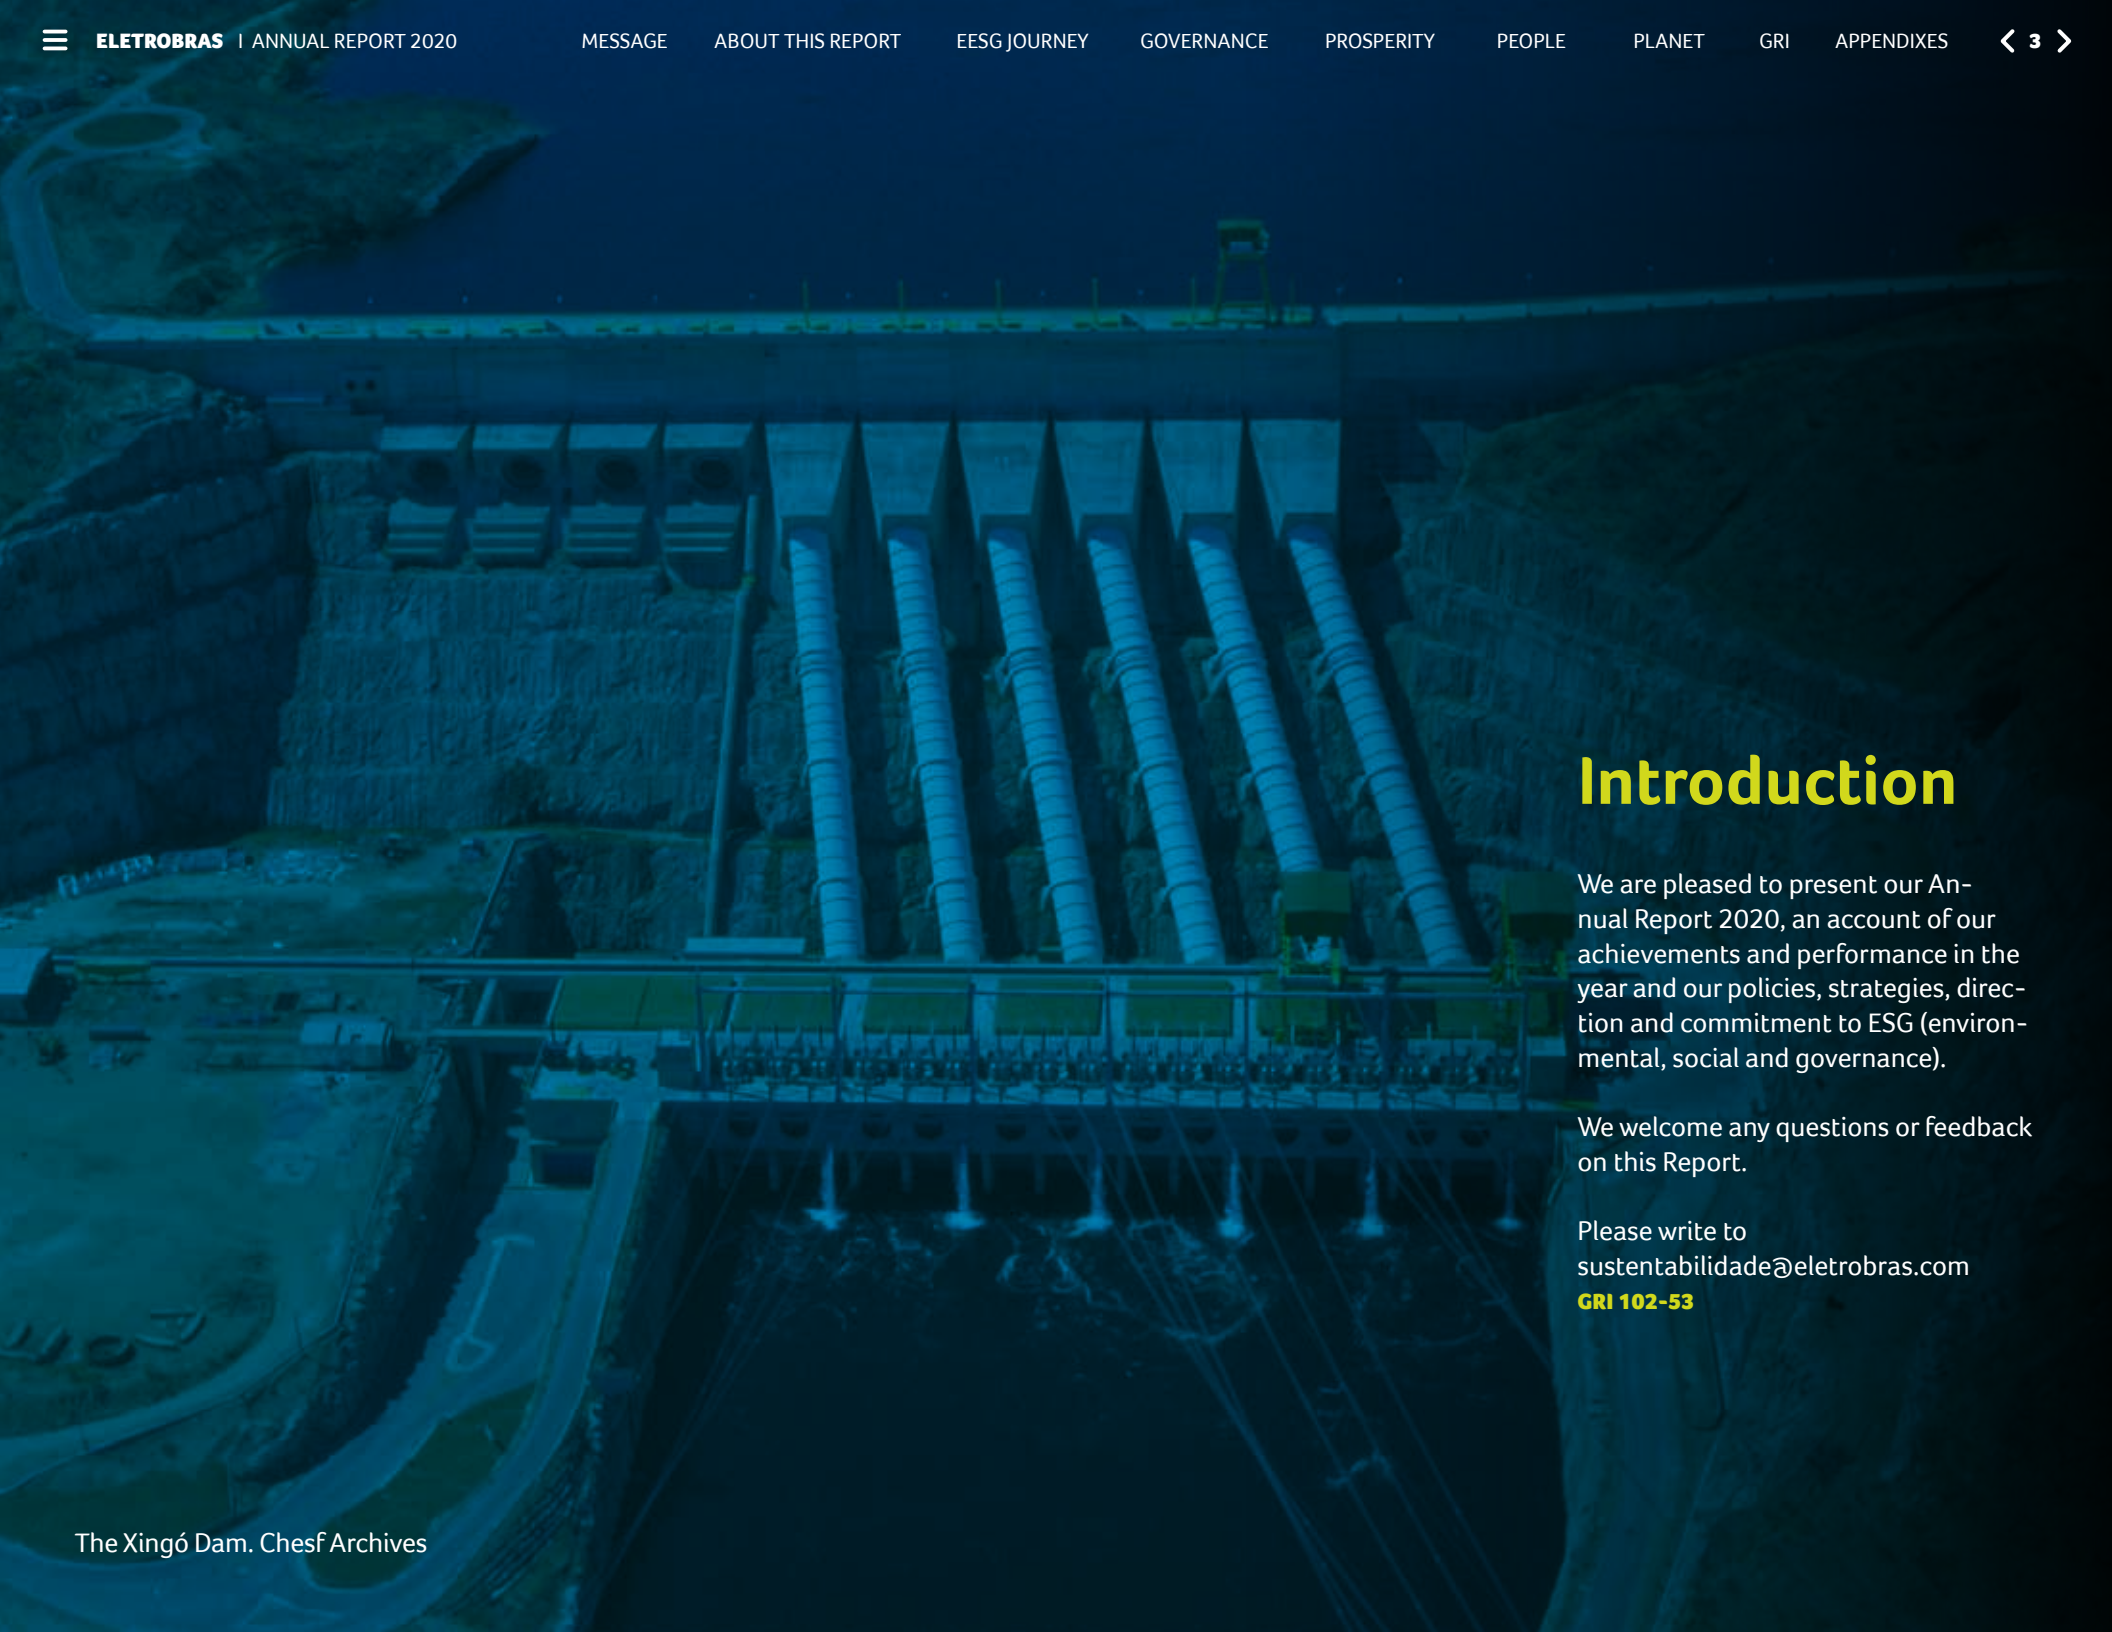 ELETROBRAS | ANNUAL REPORT 2020 MESSAGE ABOUT THIS REPORT EESG JOURNEY GOVERNANCE PROSPERITY PEOPLE PLANET GRI APPENDIXES 3
Introduction
We are pleased to present our An-
nual Report 2020, an account of our
achievements and performance in the
year and our policies, strategies, direc-
tion and commitment to ESG (environ-
mental, social and governance).
We welcome any questions or feedback
on this Report.
Please write to
sustentabilidade@eletrobras.com
GRI 102-53
The Xingó Dam. Chesf Archives